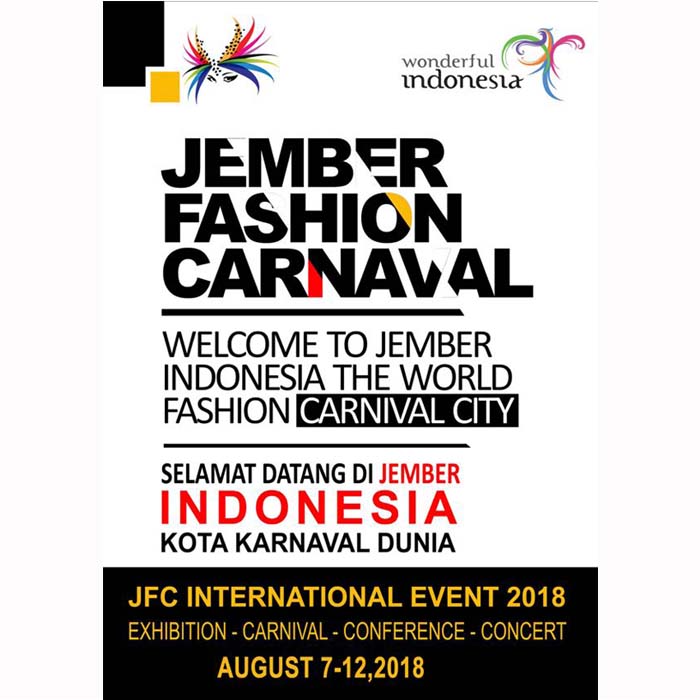 wonderful
indonesia
JEMBER
FASHION
CARNAVAL
WELCOME TO JEMBER
INDONESIA THE WORLD
FASHION CARNIVAL CITY
SELAMAT DATANG DI JEMBER
INDONESIA
KOTA KARNAVAL DUNIA
JFC INTERNATIONAL EVENT 2018
EXHIBITION - CARNIVAL - CONFERENCE - CONCERT
AUGUST 7-12,2018